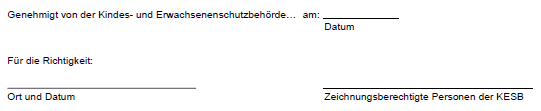 Genehmigt von der Kindes- und Erwachsenenschutzbehörde… am:
Datum
Für die Richtigkeit:
Ort und Datum
Zeichnungsberechtigte Personen der KESB